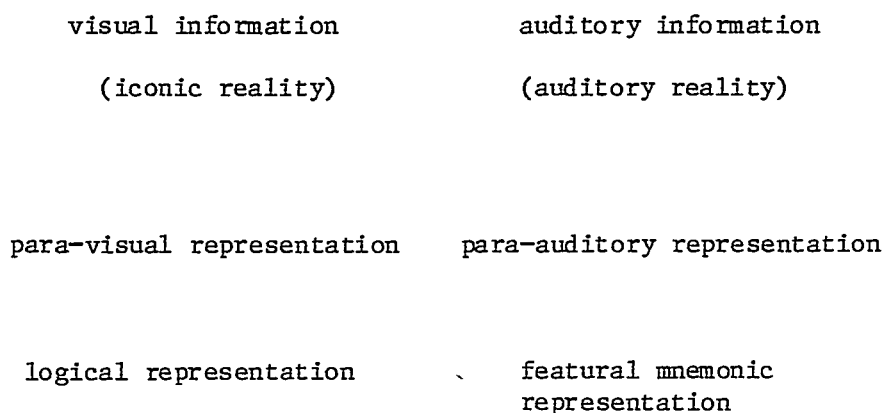 visual information auditory information
(iconic reality) (auditory reality)
para-visual representation para-auditory representation
logical representation featural mnemonic
representation